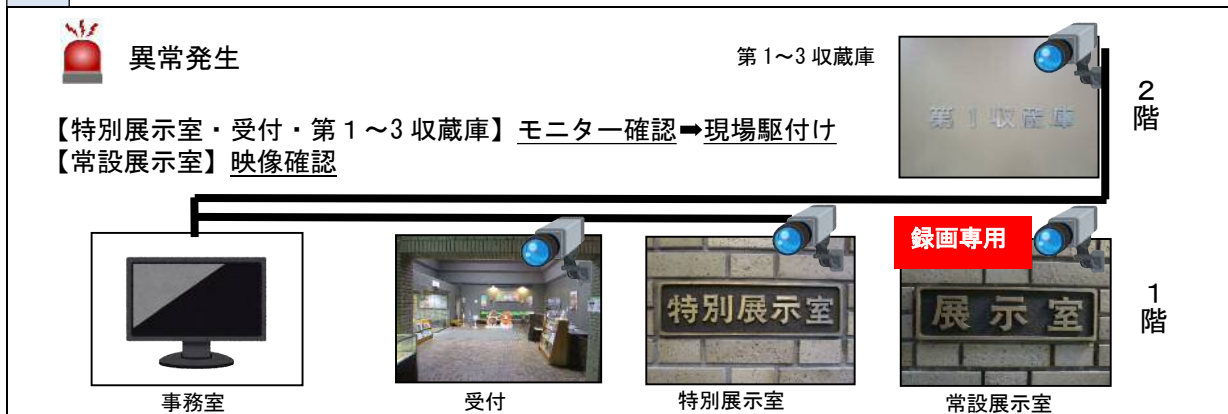 異常発生
第1～3収蔵庫
第1収蔵庫
2階
【特別展示室・受付・第1～3収蔵庫】モニター確認➡現場駆付け
【常設展示室】映像確認
録画専用
特別展示室
展示室
1階
事務室
受付
特別展示室
常設展示室